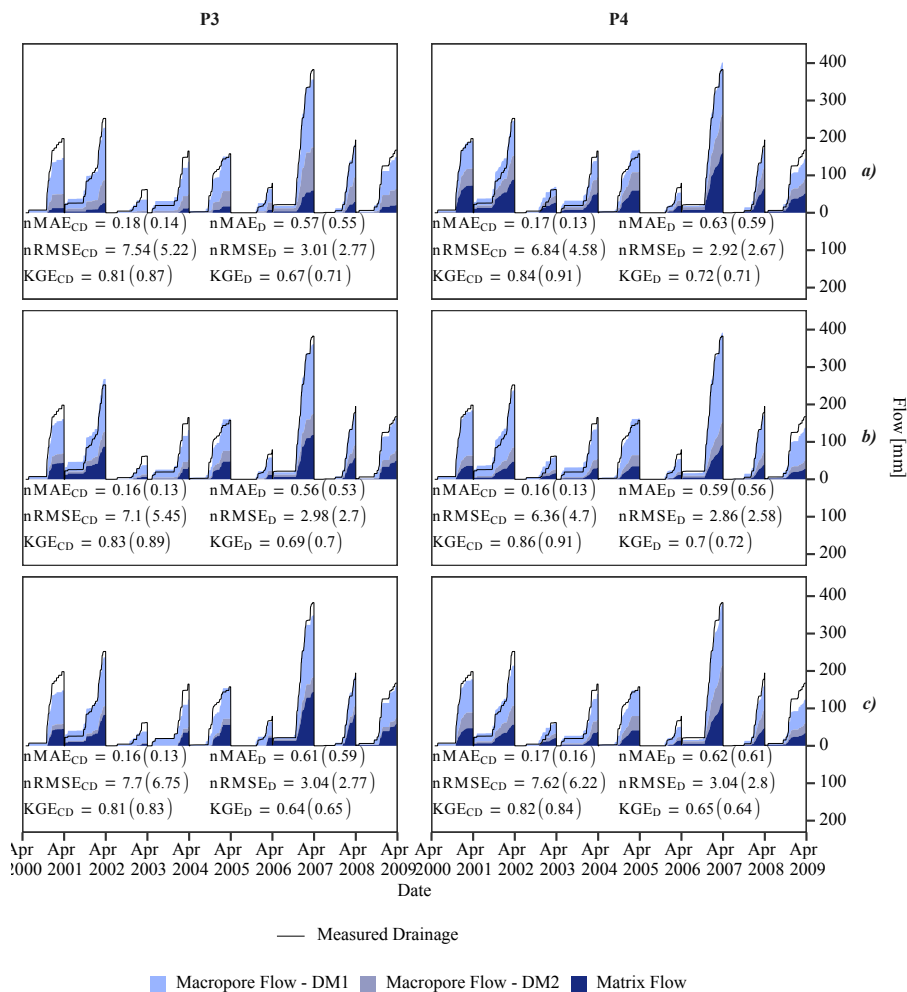 P3 P4
400
300
200
100
a)
0
nMAE_CD = 0.18(0.14) nMAE_D = 0.57(0.55) nMAE_CD = 0.17(0.13) nMAE_D = 0.63(0.59)
100
nRMSE_CD = 7.54(5.22) nRMSE_D = 3.01(2.77) nRMSE_CD = 6.84(4.58) nRMSE_D = 2.92(2.67)
KGE_CD = 0.81(0.87) KGE_D = 0.67(0.71) KGE_CD = 0.84(0.91) KGE_D = 0.72(0.71)
200
400
300
200
Flow [mm]
100
b)
0
nMAE_CD = 0.16(0.13) nMAE_D = 0.56(0.53) nMAE_CD = 0.16(0.13) nMAE_D = 0.59(0.56)
100
nRMSE_CD = 7.1(5.45) nRMSE_D = 2.98(2.7) nRMSE_CD = 6.36(4.7) nRMSE_D = 2.86(2.58)
KGE_CD = 0.83(0.89) KGE_D = 0.69(0.7) KGE_CD = 0.86(0.91) KGE_D = 0.7(0.72)
200
400
300
200
100
c)
0
nMAE_CD = 0.16(0.13) nMAE_D = 0.61(0.59) nMAE_CD = 0.17(0.16) nMAE_D = 0.62(0.61)
100
nRMSE_CD = 7.7(6.75) nRMSE_D = 3.04(2.77) nRMSE_CD = 7.62(6.22) nRMSE_D = 3.04(2.8)
KGE_CD = 0.81(0.83) KGE_D = 0.64(0.65) KGE_CD = 0.82(0.84) KGE_D = 0.65(0.64)
200
Apr Apr Apr Apr Apr Apr Apr Apr Apr Apr Apr Apr Apr Apr Apr Apr Apr Apr Apr Apr
2000 2001 2002 2003 2004 2005 2006 2007 2008 2009 2000 2001 2002 2003 2004 2005 2006 2007 2008 2009
Date
Measured Drainage
Macropore Flow - DM1 Macropore Flow - DM2 Matrix Flow